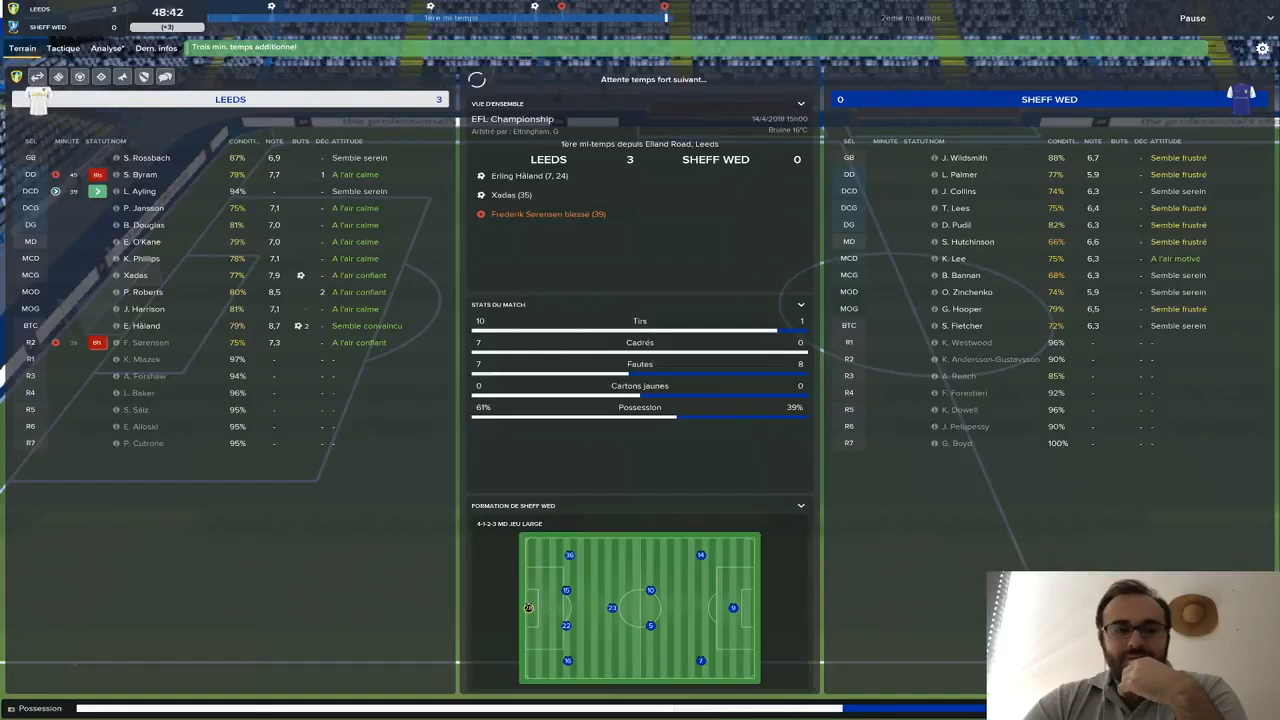 LEEDS 3
SHEFF WED 0
48:42
(+3)
1ère mi-temps
2ème mi-temps
Pause
Terrain Tactique Analyse* Dern. infos
Trois min. temps additionnel
LEEDS 3
SÉL MINUTE STATUT NOM CONDITI... NOTE BUTS DÉC ATTITUDE
GB S. Rossbach 87% 6,9 - - Semble serein
DD 45 Bls S. Byram 78% 7,7 1 A l'air calme
DCD 39 L. Ayling 94% - - Semble serein
DCG P. Jansson 75% 7,1 - A l'air calme
DG B. Douglas 81% 7,0 - A l'air calme
MD E. O'Kane 79% 7,0 - A l'air calme
MCD K. Phillips 78% 7,1 - A l'air calme
MCG Xadas 77% 7,9 - A l'air confiant
MOD P. Roberts 80% 8,5 2 A l'air confiant
MOG J. Harrison 81% 7,1 - A l'air calme
BTC E. Håland 79% 8,7 2 - Semble convaincu
R2 39 Bls F. Sørensen 75% 7,3 - A l'air confiant
R1 K. Mlazek 97% - - -
R3 A. Forshaw 94% - - -
R4 L. Baker 96% - - -
R5 S. Sáiz 95% - - -
R6 E. Alioski 95% - - -
R7 P. Cutrone 95% - - -
Attente temps fort suivant...
VUE D'ENSEMBLE
EFL Championship 14/4/2018 15h00
Arbitré par : Eltringham, G Bruine 16°C
1ère mi-temps depuis Elland Road, Leeds
LEEDS 3 SHEFF WED 0
Erling Håland (7, 24)
Xadas (35)
Frederik Sørensen blessé (39)
STATS DU MATCH
10 Tirs 1
7 Cadrés 0
7 Fautes 8
0 Cartons jaunes 0
61% Possession 39%
FORMATION DE SHEFF WED
4-1-2-3 MD JEU LARGE
36 14
15 10
28 23 9
22 5
16 7
0 SHEFF WED
SÉL MINUTE STATUT NOM CONDITI... NOTE BUTS DÉC ATTITUDE
GB J. Wildsmith 88% 6,7 - Semble frustré
DD L. Palmer 77% 5,9 - Semble frustré
DCD J. Collins 74% 6,3 - Semble serein
DCG T. Lees 75% 6,4 - Semble frustré
DG D. Pudil 82% 6,3 - Semble frustré
MD S. Hutchinson 66% 6,6 - Semble frustré
MCD K. Lee 75% 6,3 - A l'air motivé
MCG B. Bannan 68% 6,3 - Semble serein
MOD O. Zinchenko 74% 5,9 - Semble serein
MOG G. Hooper 79% 6,5 - Semble frustré
BTC S. Fletcher 72% 6,3 - Semble serein
R1 K. Westwood 96% - - -
R2 K. Andersson-Gustavsson 90% - - -
R3 A. Reach 85% - - -
R4 F. Forestieri 92% - - -
R5 K. Dowell 96% - - -
R6 J. Pelupessy 90% - - -
R7 G. Boyd 100% - - -
Possession